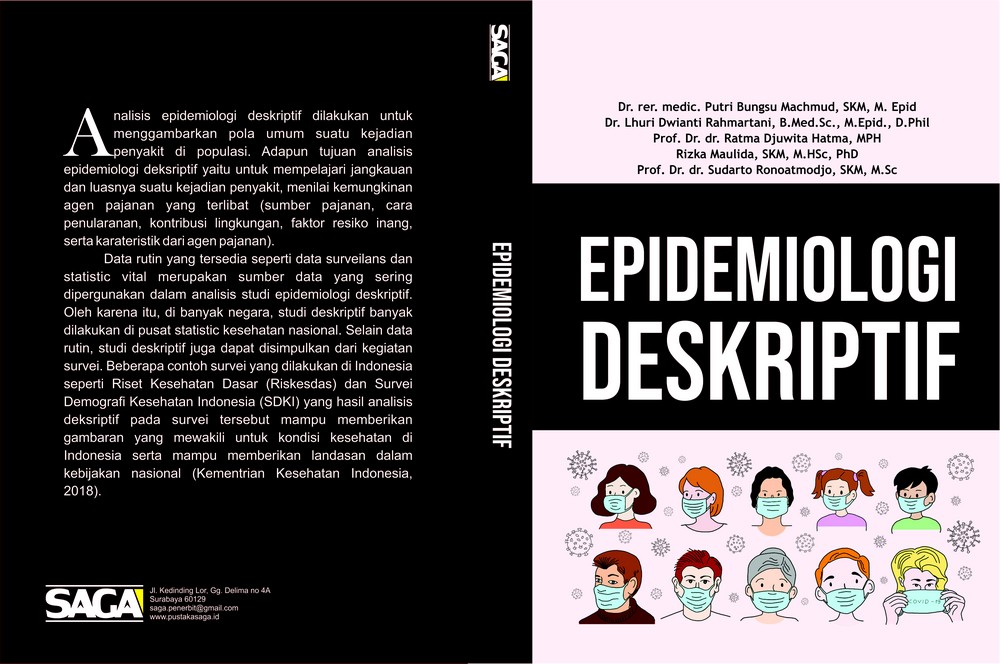 Analisis epidemiologi deskriptif dilakukan untuk
menggambarkan pola umum suatu kejadian
penyakit di populasi. Adapun tujuan analisis
epidemiologi deksriptif yaitu untuk mempelajari jangkauan
dan luasnya suatu kejadian penyakit, menilai kemungkinan
agen pajanan yang terlibat (sumber pajanan, cara
penularanan, kontribusi lingkungan, faktor resiko inang,
serta karateristik dari agen pajanan).
Data rutin yang tersedia seperti data surveilans dan
statistic vital merupakan sumber data yang sering
dipergunakan dalam analisis studi epidemiologi deskriptif.
Oleh karena itu, di banyak negara, studi deskriptif banyak
dilakukan di pusat statistic kesehatan nasional. Selain data
rutin, studi deskriptif juga dapat disimpulkan dari kegiatan
survei. Beberapa contoh survei yang dilakukan di Indonesia
seperti Riset Kesehatan Dasar (Riskesdas) dan Survei
Demografi Kesehatan Indonesia (SDKI) yang hasil analisis
deksriptif pada survei tersebut mampu memberikan
gambaran yang mewakili untuk kondisi kesehatan di
Indonesia serta mampu memberikan landasan dalam
kebijakan nasional (Kementrian Kesehatan Indonesia,
2018).
SAGA
Jl. Kedinding Lor, Gg. Delima no 4A
Surabaya 60129
saga.penerbit@gmail.com
www.pustakasaga.id
SAGA
EPIDEMIOLOGI DESKRIPTIF
Dr. rer. medic. Putri Bungsu Machmud, SKM, M. Epid
Dr. Lhuri Dwianti Rahmartani, B.Med.Sc., M.Epid., D.Phil
Prof. Dr. dr. Ratma Djuwita Hatma, MPH
Rizka Maulida, SKM, M.HSc, PhD
Prof. Dr. dr. Sudarto Ronoatmodjo, SKM, M.Sc
EPIDEMIOLOGI
DESKRIPTIF
COVID-19